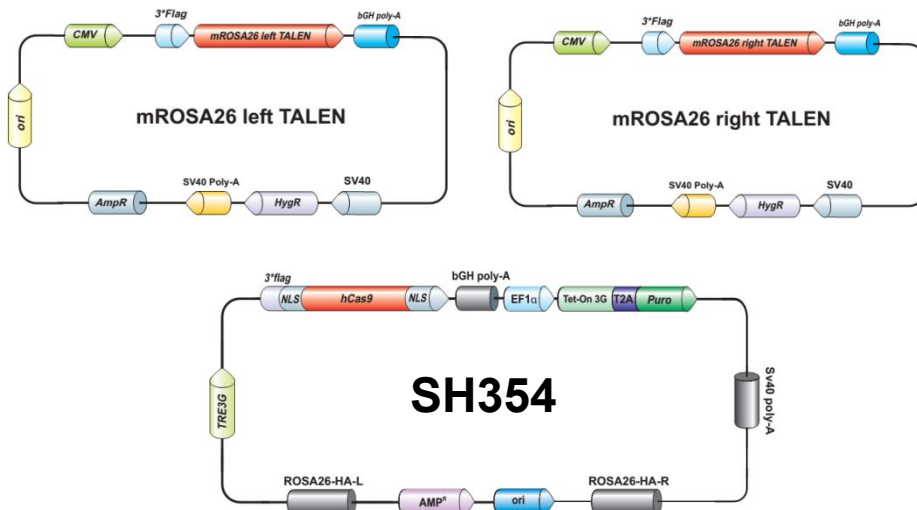 3*Flag
bGH poly-A
CMV
mROSA26 left TALEN
ori
mROSA26 left TALEN
SV40 Poly-A
SV40
AmpR
HygR
3*Flag
bGH poly-A
CMV
mROSA26 right TALEN
ori
mROSA26 right TALEN
SV40 Poly-A
SV40
AmpR
HygR
3*flag
bGH poly-A
NLS
hCas9
NLS
EF1α
Tet-On 3G
T2A
Puro
TRE3G
SH354
Sv40 poly-A
ROSA26-HA-L
ROSA26-HA-R
AMPᴿ
ori